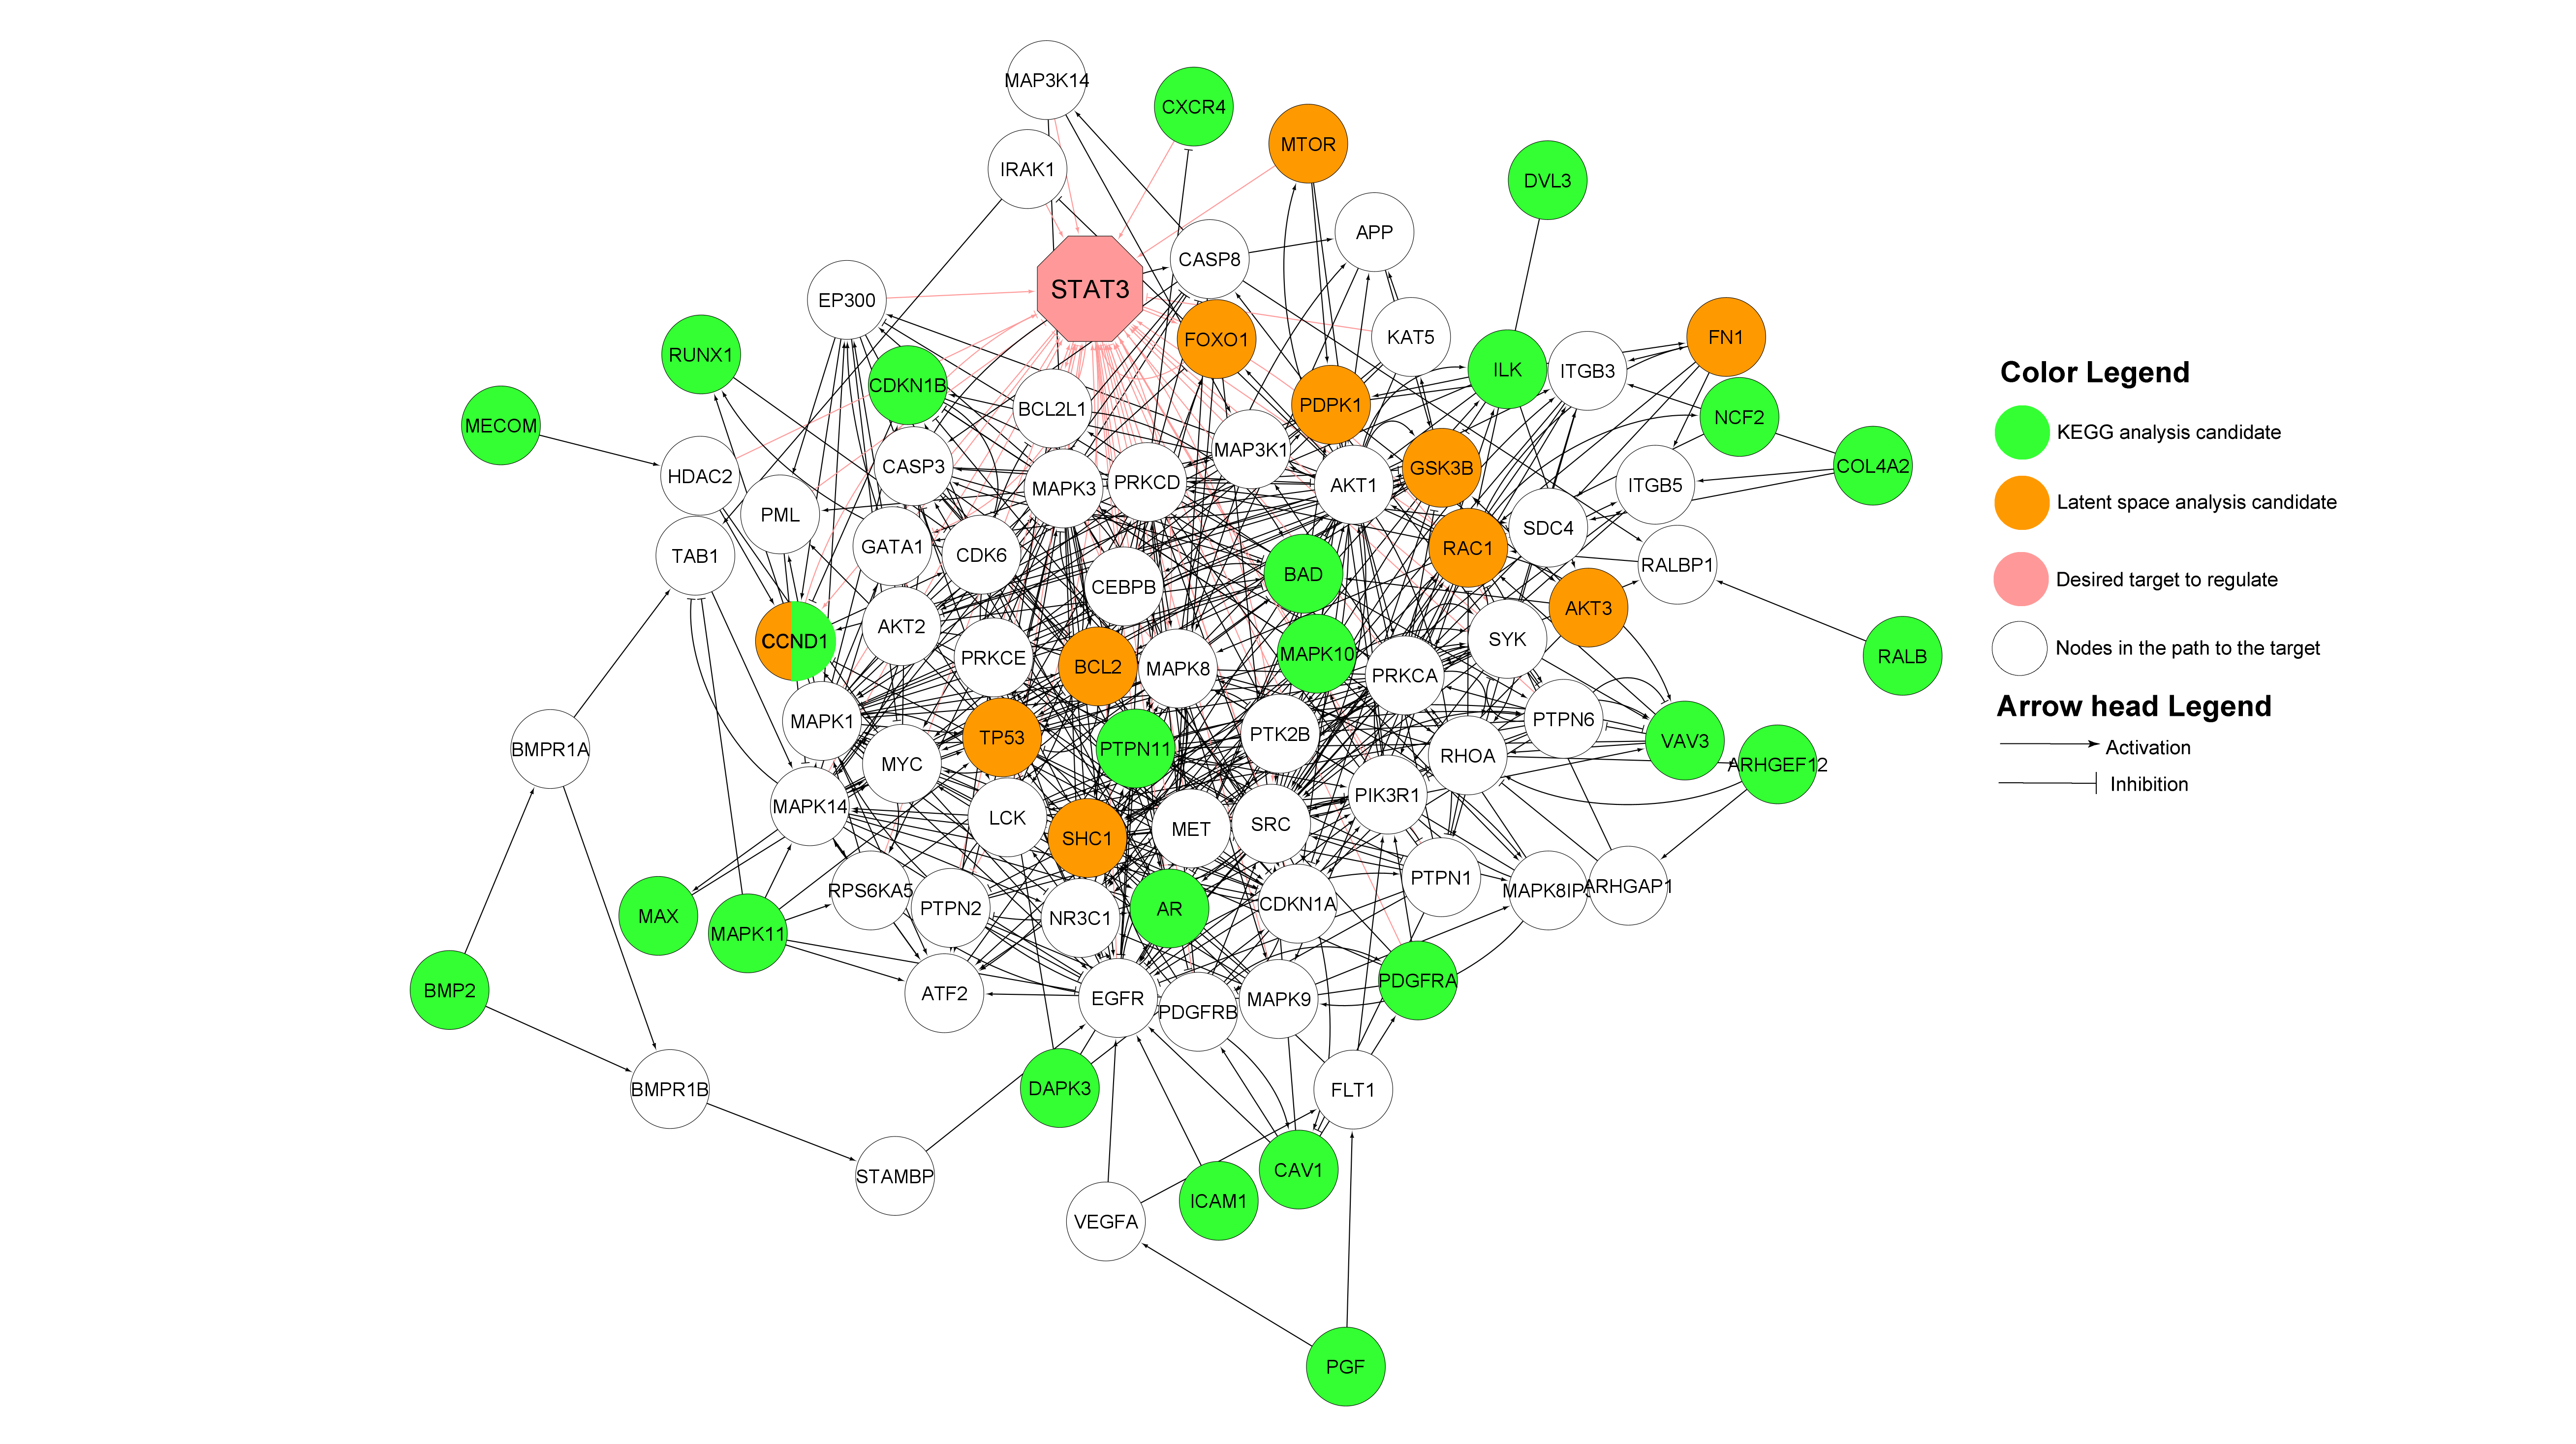 MAP3K14
CXCR4
MTOR
IRAK1
DVL3
APP
CASP8
STAT3
EP300
FOXO1
KAT5
FN1
RUNX1
CDKN1B
ILK
ITGB3
Color Legend
BCL2L1
PDPK1
NCF2
MECOM
KEGG analysis candidate
MAP3K1
HDAC2
CASP3
GSK3B
COL4A2
MAPK3
PRKCD
AKT1
ITGB5
Latent space analysis candidate
PML
SDC4
TAB1
GATA1
CDK6
RAC1
RALBP1
BAD
CEBPB
Desired target to regulate
AKT3
CCND1
AKT2
SYK
PRKCE
BCL2
MAPK8
MAPK10
PRKCA
RALB
Nodes in the path to the target
Arrow head Legend
MAPK1
PTPN6
TP53
PTPN11
PTK2B
VAV3
Activation
BMPR1A
MYC
RHOA
ARHGEF12
Inhibition
MAPK14
LCK
SHC1
MET
SRC
PIK3R1
RPS6KA5
PTPN1
MAPK8IP
ARHGAP1
MAX
PTPN2
NR3C1
AR
CDKN1A
MAPK11
BMP2
ATF2
EGFR
PDGFRB
MAPK9
PDGFRA
BMPR1B
DAPK3
FLT1
STAMBP
CAV1
ICAM1
VEGFA
PGF